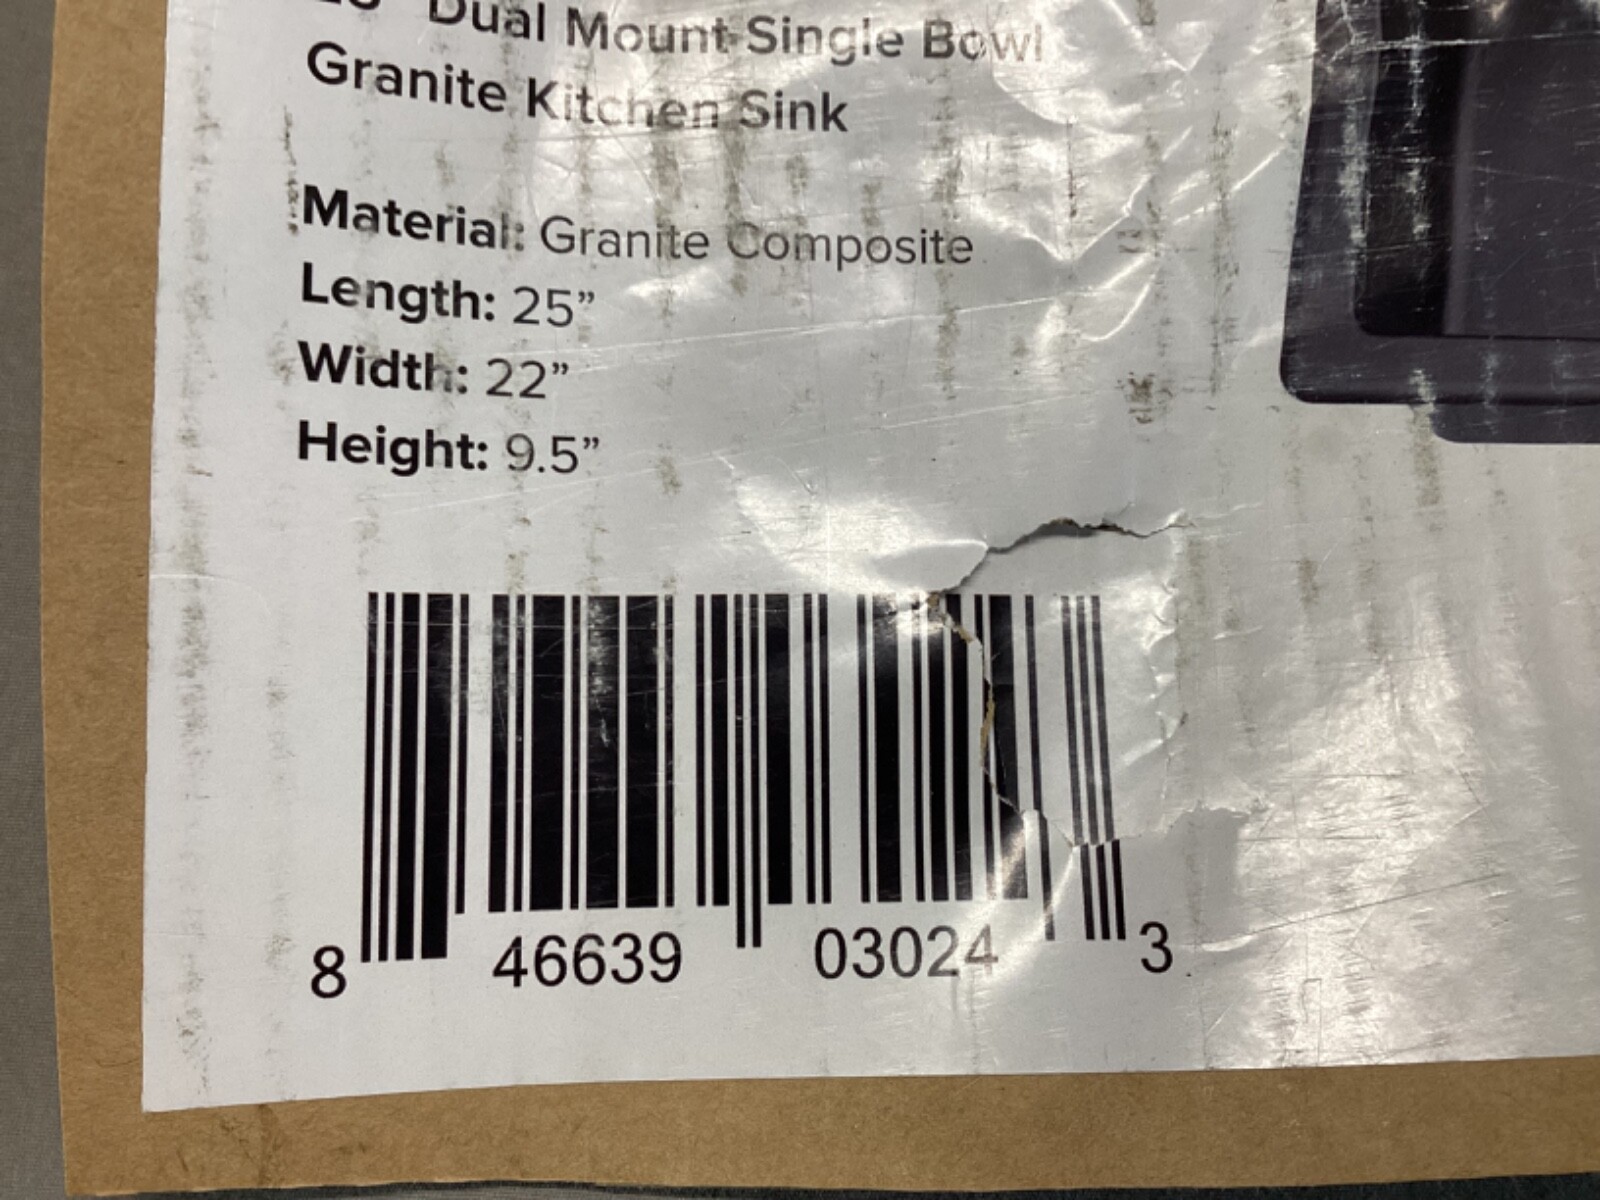 Dual Mount Single Bowl
Granite Kitchen Sink
Material: Granite Composite
Length: 25”
Width: 22”
Height: 9.5”
8 46639 03024 3